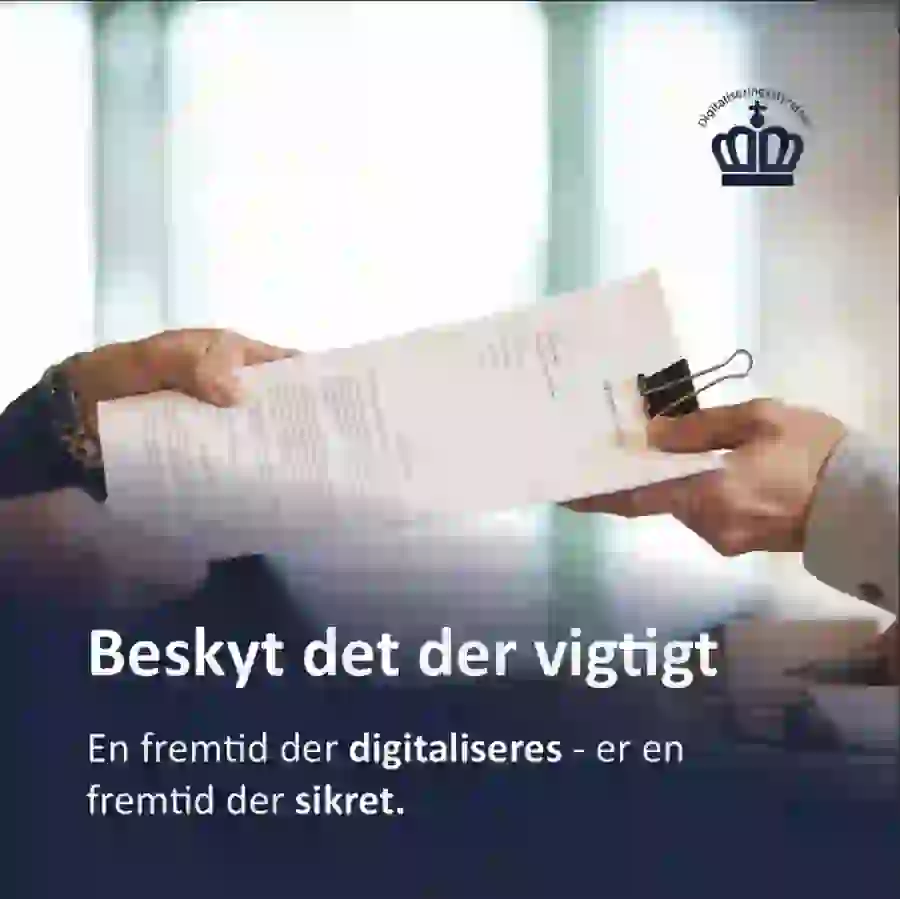 Digitaliseringsstyrelsen
Beskyt det der vigtigt
En fremtid der digitaliseres - er en
fremtid der sikret.